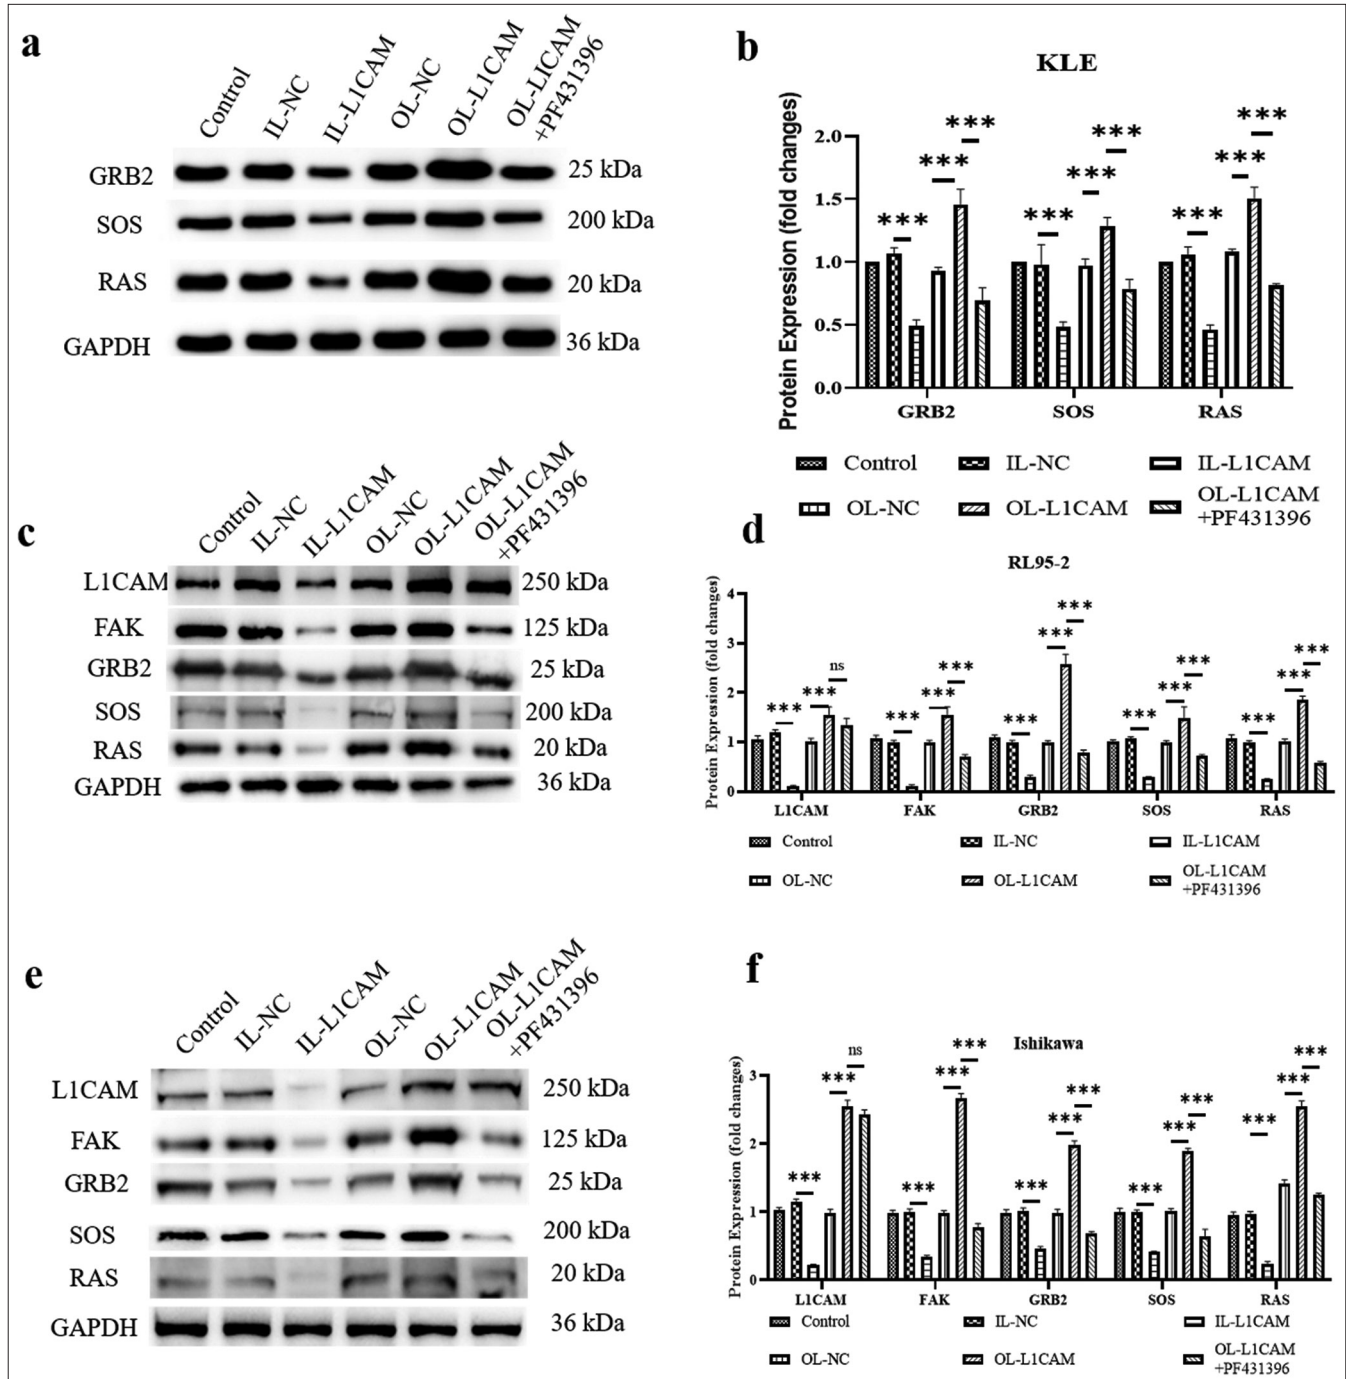 a
Control
IL-NC
IL-L1CAM
OL-NC
OL-L1CAM
OL-LICAM
+PF431396
GRB2
25 kDa
SOS
200 kDa
RAS
20 kDa
GAPDH
36 kDa
b
KLE
Protein Expression (fold changes)
2.0
1.5
1.0
0.5
0.0
*** *** ***
*** *** ***
*** *** ***
GRB2 SOS RAS
Control IL-NC IL-L1CAM
OL-NC OL-L1CAM OL-L1CAM
+PF431396
c
Control
IL-NC
IL-L1CAM
OL-NC
OL-L1CAM
OL-L1CAM
+PF431396
L1CAM
250 kDa
FAK
125 kDa
GRB2
25 kDa
SOS
200 kDa
RAS
20 kDa
GAPDH
36 kDa
d
RL95-2
Protein Expression (fold changes)
4
3
2
1
0
*** *** ns
*** *** ***
*** *** ***
*** *** ***
*** *** ***
L1CAM FAK GRB2 SOS RAS
Control IL-NC IL-L1CAM
OL-NC OL-L1CAM OL-L1CAM
+PF431396
e
Control
IL-NC
IL-L1CAM
OL-NC
OL-L1CAM
OL-L1CAM
+PF431396
L1CAM
250 kDa
FAK
125 kDa
GRB2
25 kDa
SOS
200 kDa
RAS
20 kDa
GAPDH
36 kDa
f
Ishikawa
Protein Expression (fold changes)
3
2
1
0
*** *** ns
*** *** ***
*** *** ***
*** *** ***
*** *** ***
L1CAM FAK GRB2 SOS RAS
Control IL-NC IL-L1CAM
OL-NC OL-L1CAM OL-L1CAM
+PF431396